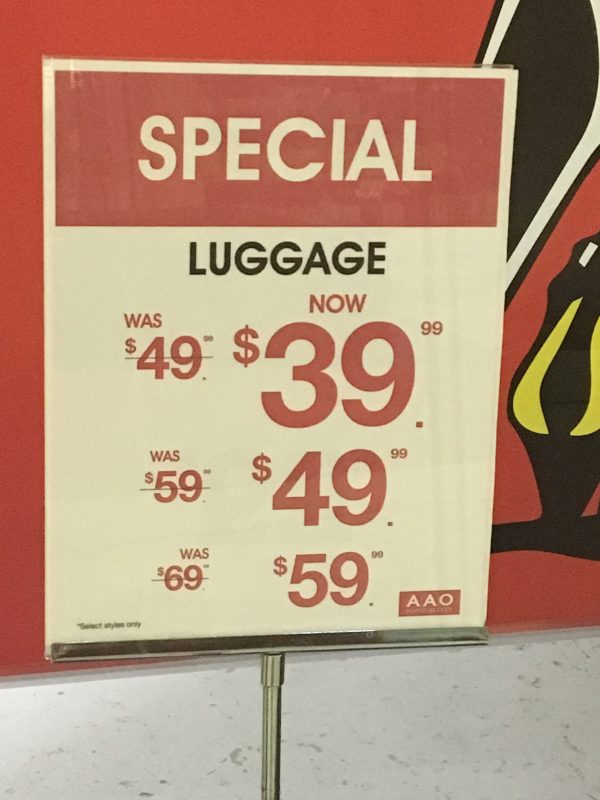 SPECIAL
LUGGAGE
WAS $49.99 NOW $39.99
WAS $59.99 $49.99
WAS $69.99 $59.99
*Select styles only
AAO